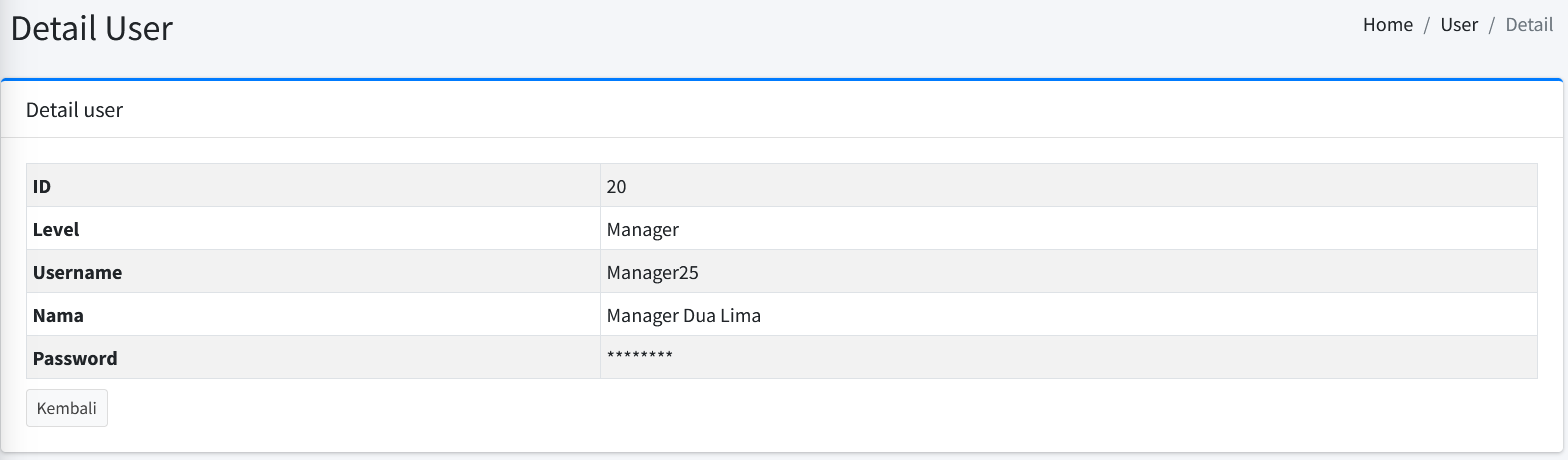 Detail User
Home / User / Detail
Detail user
ID 20
Level Manager
Username Manager25
Nama Manager Dua Lima
Password ********
Kembali